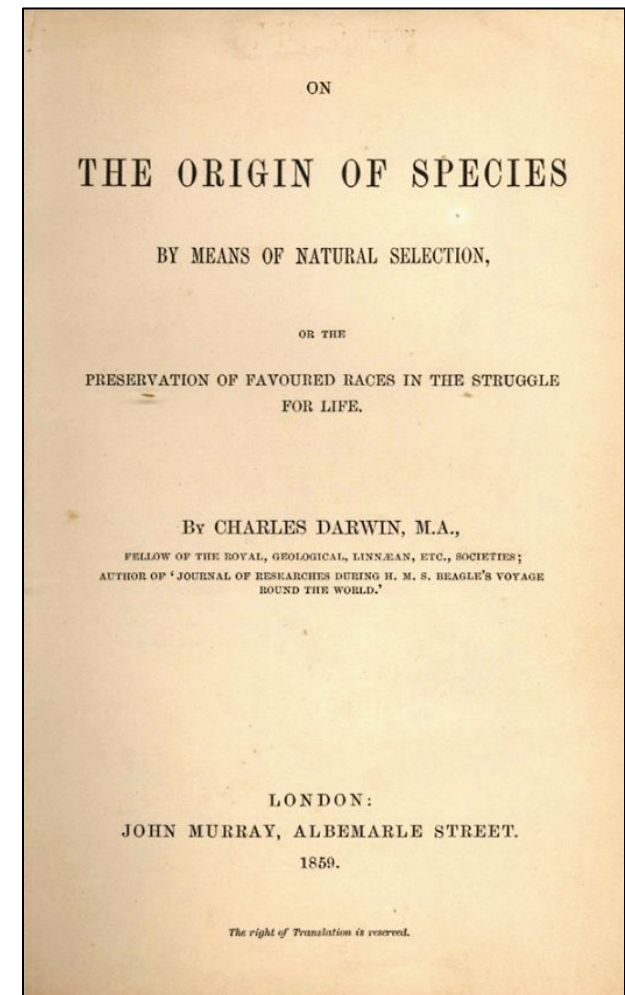 ON
THE ORIGIN OF SPECIES
BY MEANS OF NATURAL SELECTION,
OR THE
PRESERVATION OF FAVOURED RACES IN THE STRUGGLE
FOR LIFE.
BY CHARLES DARWIN, M.A.,
FELLOW OF THE ROYAL, GEOLOGICAL, LINNÆAN, ETC., SOCIETIES;
AUTHOR OF ‘JOURNAL OF RESEARCHES DURING H. M. S. BEAGLE’S VOYAGE
ROUND THE WORLD.’
LONDON:
JOHN MURRAY, ALBEMARLE STREET.
1859.
The right of Translation is reserved.